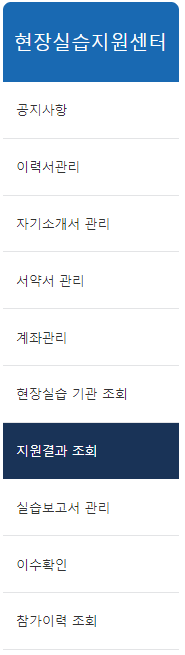 현장실습지원센터
공지사항
이력서관리
자기소개서 관리
서약서 관리
계좌관리
현장실습 기관 조회
지원결과 조회
실습보고서 관리
이수확인
참가이력 조회